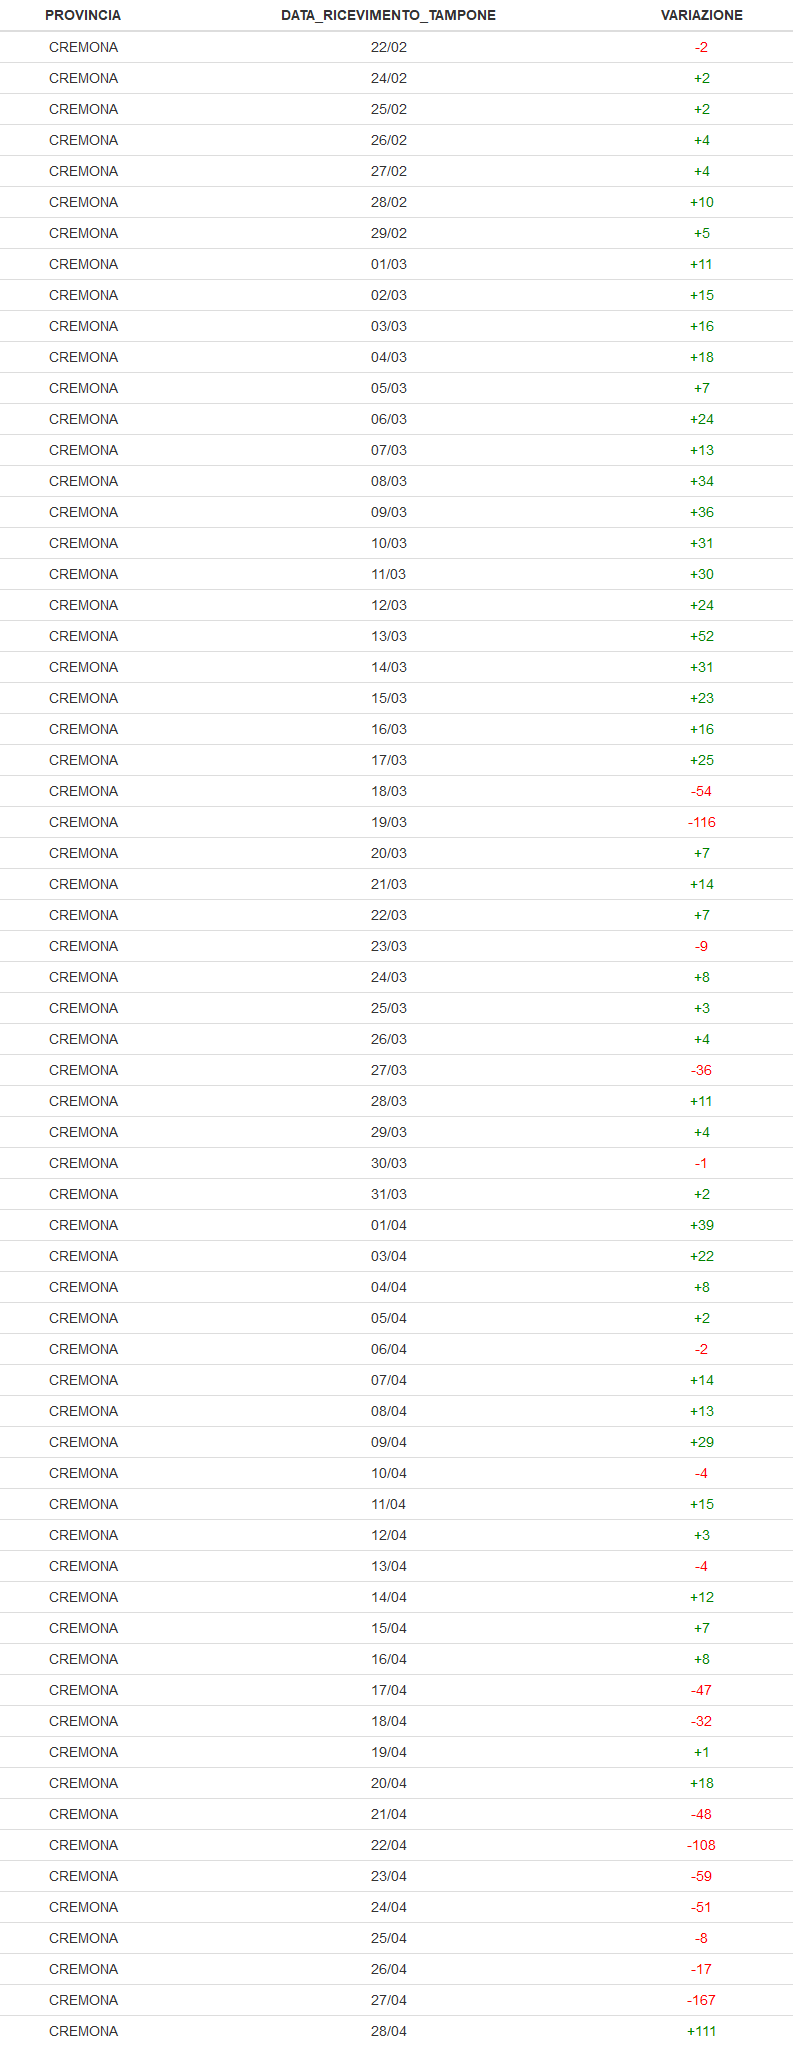 PROVINCIA DATA_RICEVIMENTO_TAMPONE VARIAZIONE
CREMONA 22/02 -2
CREMONA 24/02 +2
CREMONA 25/02 +2
CREMONA 26/02 +4
CREMONA 27/02 +4
CREMONA 28/02 +10
CREMONA 29/02 +5
CREMONA 01/03 +11
CREMONA 02/03 +15
CREMONA 03/03 +16
CREMONA 04/03 +18
CREMONA 05/03 +7
CREMONA 06/03 +24
CREMONA 07/03 +13
CREMONA 08/03 +34
CREMONA 09/03 +36
CREMONA 10/03 +31
CREMONA 11/03 +30
CREMONA 12/03 +24
CREMONA 13/03 +52
CREMONA 14/03 +31
CREMONA 15/03 +23
CREMONA 16/03 +16
CREMONA 17/03 +25
CREMONA 18/03 -54
CREMONA 19/03 -116
CREMONA 20/03 +7
CREMONA 21/03 +14
CREMONA 22/03 +7
CREMONA 23/03 -9
CREMONA 24/03 +8
CREMONA 25/03 +3
CREMONA 26/03 +4
CREMONA 27/03 -36
CREMONA 28/03 +11
CREMONA 29/03 +4
CREMONA 30/03 -1
CREMONA 31/03 +2
CREMONA 01/04 +39
CREMONA 03/04 +22
CREMONA 04/04 +8
CREMONA 05/04 +2
CREMONA 06/04 -2
CREMONA 07/04 +14
CREMONA 08/04 +13
CREMONA 09/04 +29
CREMONA 10/04 -4
CREMONA 11/04 +15
CREMONA 12/04 +3
CREMONA 13/04 -4
CREMONA 14/04 +12
CREMONA 15/04 +7
CREMONA 16/04 +8
CREMONA 17/04 -47
CREMONA 18/04 -32
CREMONA 19/04 +1
CREMONA 20/04 +18
CREMONA 21/04 -48
CREMONA 22/04 -108
CREMONA 23/04 -59
CREMONA 24/04 -51
CREMONA 25/04 -8
CREMONA 26/04 -17
CREMONA 27/04 -167
CREMONA 28/04 +111